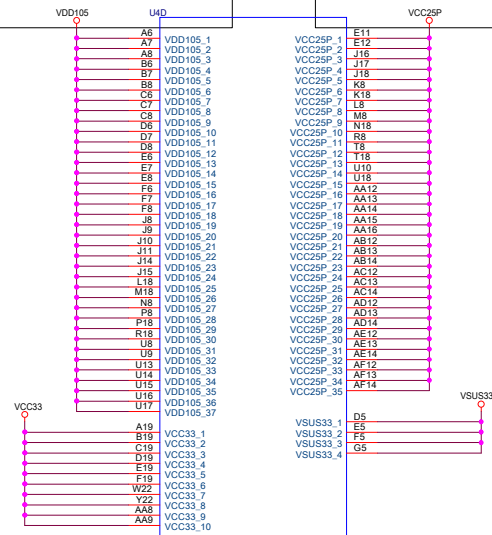 VDD105 U4D VCC25P
A6 VDD105_1 VCC25P_1 E11
A7 VDD105_2 VCC25P_2 E12
A8 VDD105_3 VCC25P_3 J16
B6 VDD105_4 VCC25P_4 J17
B7 VDD105_5 VCC25P_5 J18
B8 VDD105_6 VCC25P_6 K8
C6 VDD105_7 VCC25P_7 K18
C7 VDD105_8 VCC25P_8 L8
C8 VDD105_9 VCC25P_9 M8
D6 VDD105_10 VCC25P_10 N18
D7 VDD105_11 VCC25P_11 R8
D8 VDD105_12 VCC25P_12 T8
E6 VDD105_13 VCC25P_13 T18
E7 VDD105_14 VCC25P_14 U10
E8 VDD105_15 VCC25P_15 U18
F6 VDD105_16 VCC25P_16 AA12
F7 VDD105_17 VCC25P_17 AA13
F8 VDD105_18 VCC25P_18 AA14
J8 VDD105_19 VCC25P_19 AA15
J9 VDD105_20 VCC25P_20 AA16
J10 VDD105_21 VCC25P_21 AB12
J11 VDD105_22 VCC25P_22 AB13
J14 VDD105_23 VCC25P_23 AB14
J15 VDD105_24 VCC25P_24 AC12
L18 VDD105_25 VCC25P_25 AC13
M18 VDD105_26 VCC25P_26 AC14
N8 VDD105_27 VCC25P_27 AD12
P8 VDD105_28 VCC25P_28 AD13
P18 VDD105_29 VCC25P_29 AD14
R18 VDD105_30 VCC25P_30 AE12
U8 VDD105_31 VCC25P_31 AE13
U9 VDD105_32 VCC25P_32 AE14
U13 VDD105_33 VCC25P_33 AF12
U14 VDD105_34 VCC25P_34 AF13
U15 VDD105_35 VCC25P_35 AF14
U16 VDD105_36
U17 VDD105_37
VCC33 VSUS33
A19 VCC33_1 VSUS33_1 D5
B19 VCC33_2 VSUS33_2 E5
C19 VCC33_3 VSUS33_3 F5
D19 VCC33_4 VSUS33_4 G5
E19 VCC33_5
F19 VCC33_6
W22 VCC33_7
Y22 VCC33_8
AA8 VCC33_9
AA9 VCC33_10